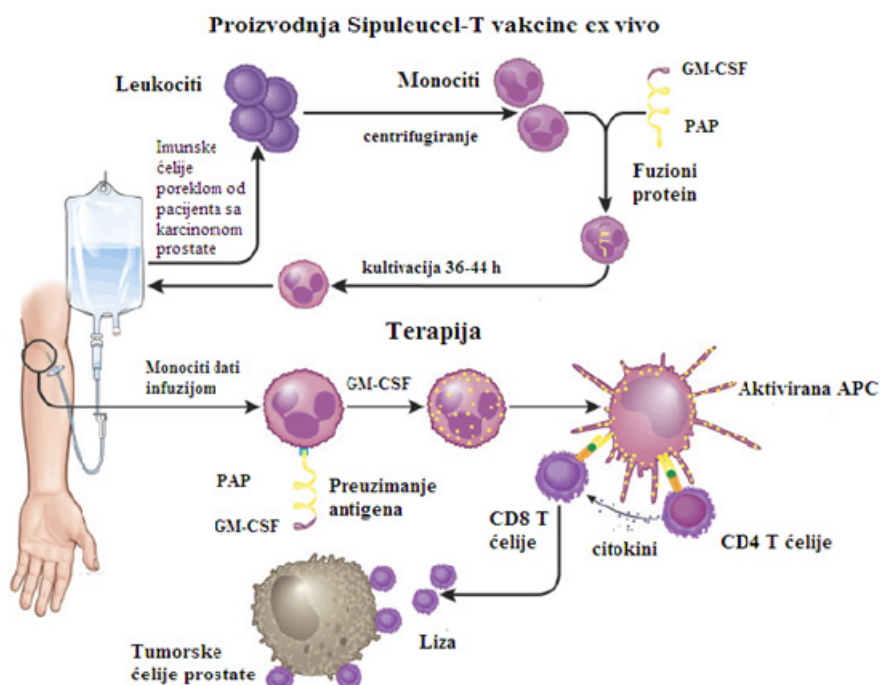 Proizvodnja Sipuleucel-T vakcine ex vivo
Leukociti
Monociti
GM-CSF
PAP
centrifugiranje
Fuzioni
protein
Imunske
ćelije
poreklom od
pacijenta sa
karcinomom
prostate
kultivacija 36-44 h
Terapija
Monociti dati
infuzijom
GM-CSF
Aktivirana APC
PAP
GM-CSF
Preuzimanje
antigena
CD8 T
ćelije
citokini
CD4 T ćelije
Liza
Tumorske
ćelije prostate